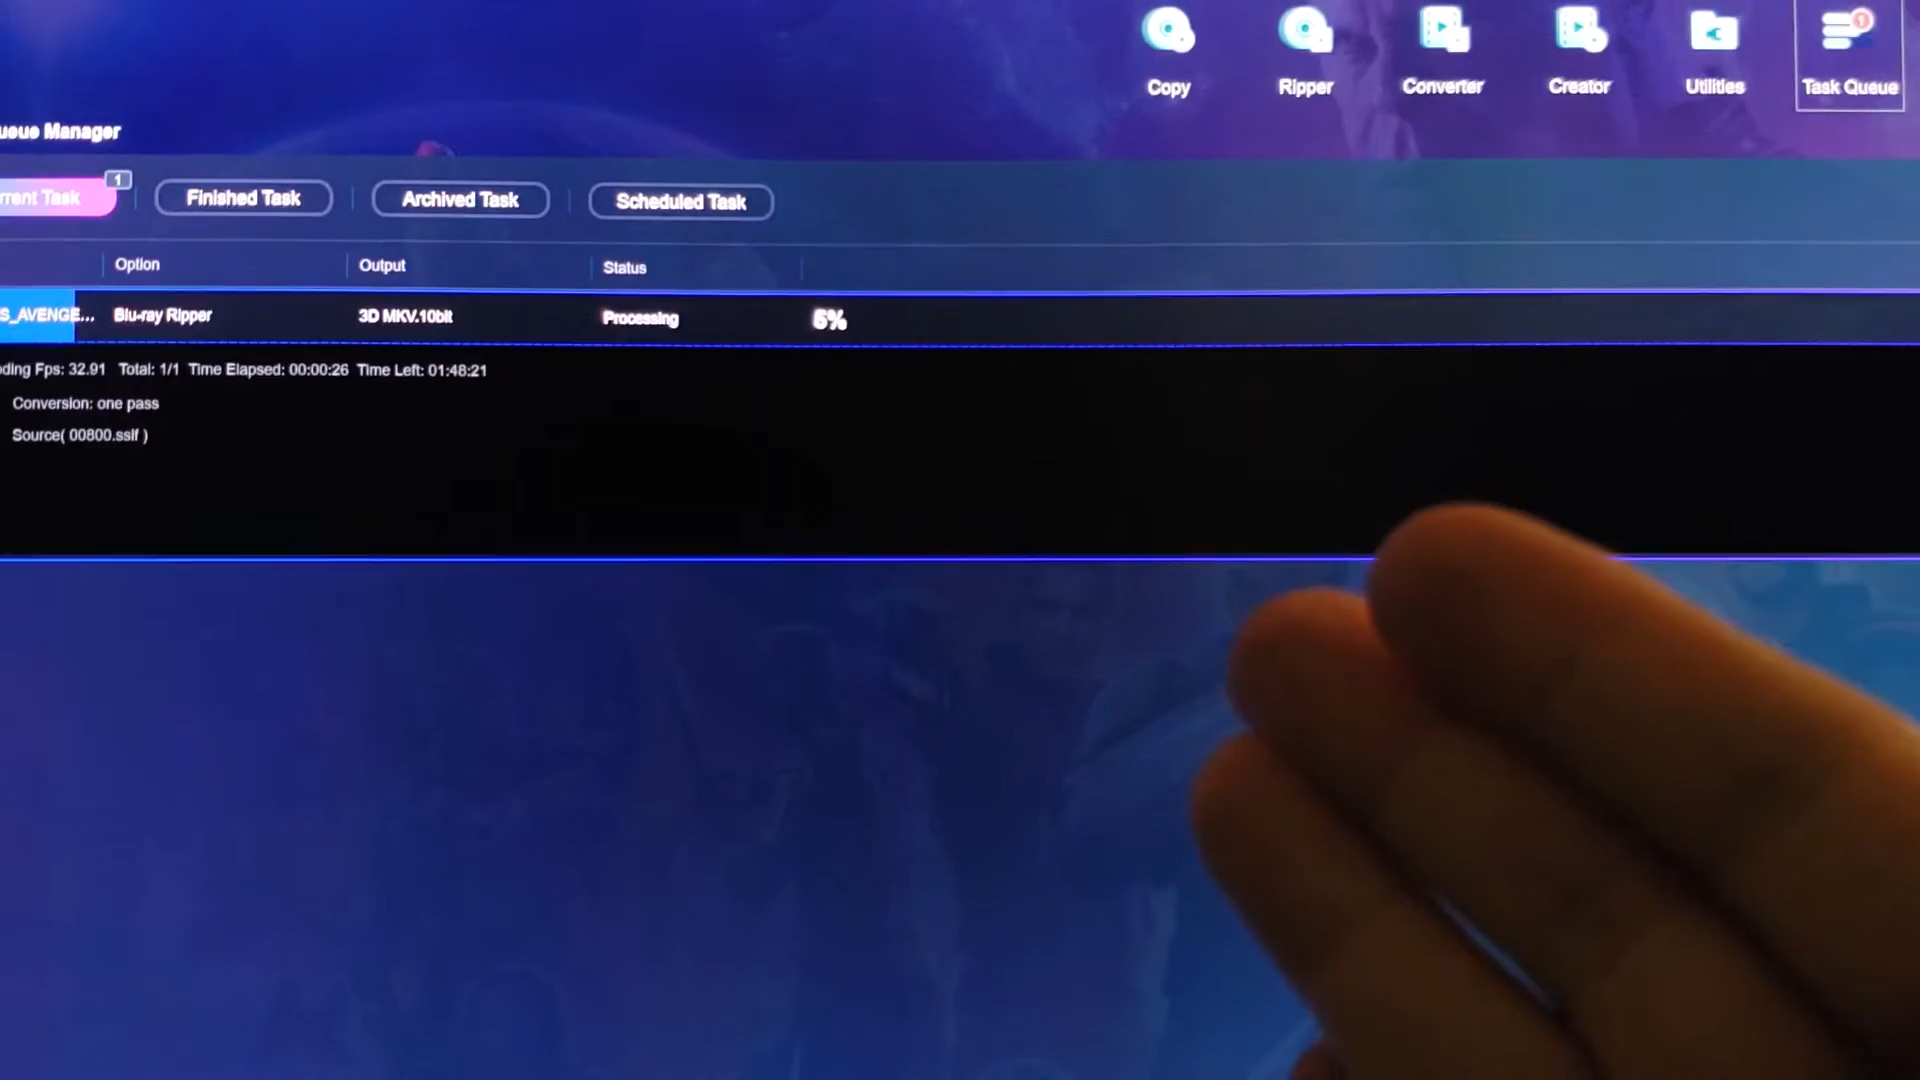 1
Copy Ripper Converter Creator Utilities Task Queue
ueue Manager
rrent Task 1 Finished Task Archived Task Scheduled Task
Option Output Status
S_AVENGE... Blu-ray Ripper 3D MKV.10bit Processing 5%
ding Fps: 32.91 Total: 1/1 Time Elapsed: 00:00:26 Time Left: 01:48:21
Conversion: one pass
Source( 00800.ssif )